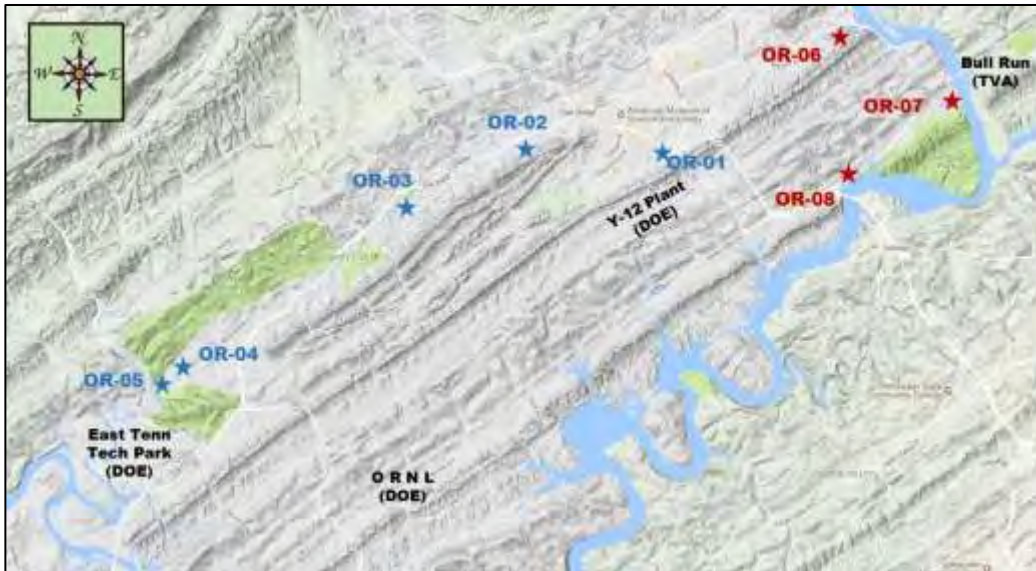 N
W E
S
OR-06
Bull Run
(TVA)
OR-07
OR-02
OR-01
OR-03
OR-08
Y-12 Plant
(DOE)
OR-04
OR-05
East Tenn
Tech Park
(DOE)
O R N L
(DOE)